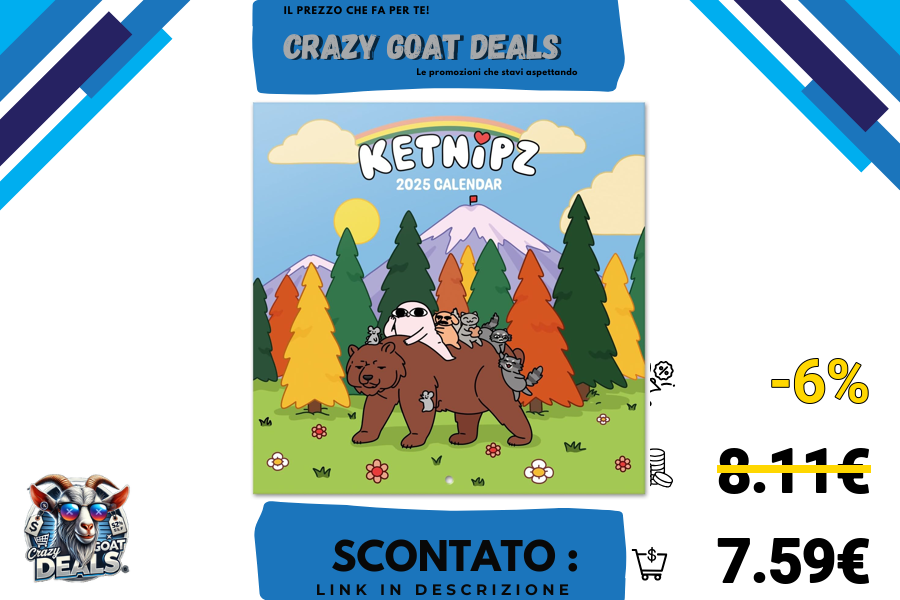 IL PREZZO CHE FA PER TE!
CRAZY GOAT DEALS
Le promozioni che stavi aspettando
KETNIPZ
2025 CALENDAR
-6%
8.11€
7.59€
SCONTATO :
LINK IN DESCRIZIONE
$
57%
Crazy
GOAT
DEALS
$